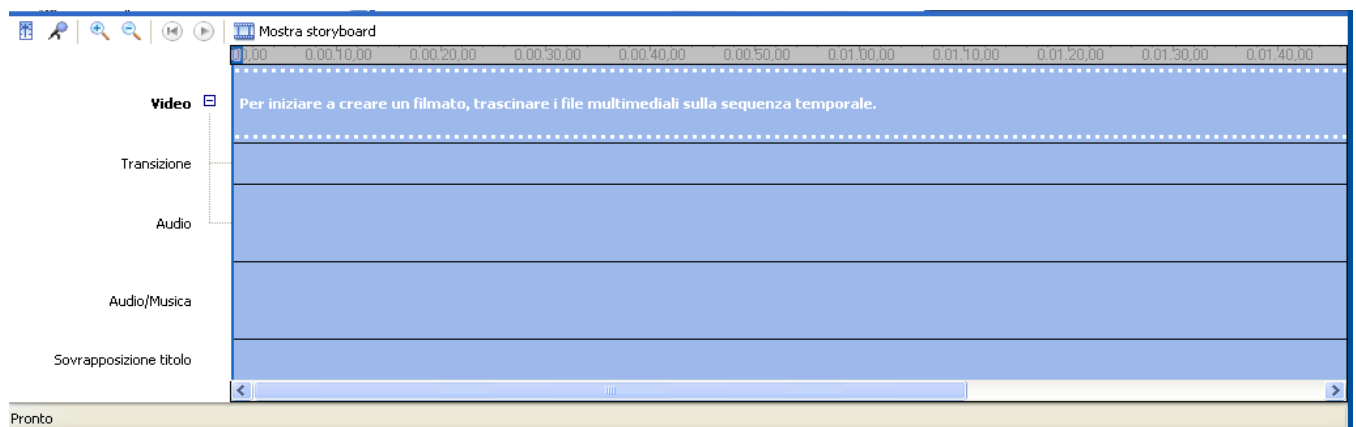 Mostra storyboard
0,00 0.00.10,00 0.00.20,00 0.00.30,00 0.00.40,00 0.00.50,00 0.01.00,00 0.01.10,00 0.01.20,00 0.01.30,00 0.01.40,00
Video Per iniziare a creare un filmato, trascinare i file multimediali sulla sequenza temporale.
Transizione
Audio
Audio/Musica
Sovrapposizione titolo
Pronto